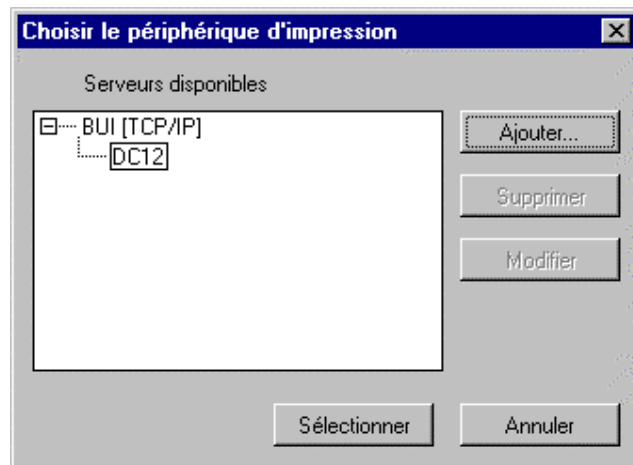 Choisir le périphérique d'impression
Serveurs disponibles
BUI [TCP/IP]
DC12
Ajouter...
Supprimer
Modifier
Sélectionner
Annuler